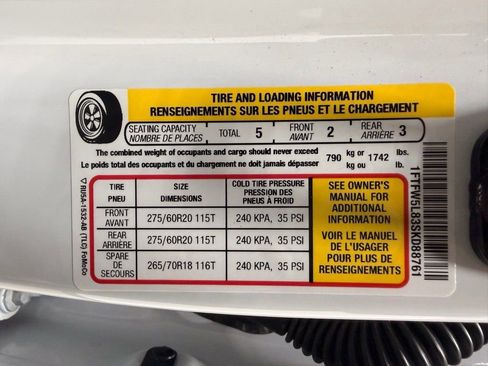 TIRE AND LOADING INFORMATION
RENSEIGNEMENTS SUR LES PNEUS ET LE CHARGEMENT
SEATING CAPACITY TOTAL 5 FRONT 2 REAR 3
NOMBRE DE PLACES AVANT ARRIÈRE
The combined weight of occupants and cargo should never exceed 790 kg or 1742 lbs.
Le poids total des occupants et du chargement ne doit jamais dépasser kg ou lb.
TIRE SIZE COLD TIRE PRESSURE
PNEU DIMENSIONS PRESSION DES PNEUS À FROID
FRONT AVANT 275/60R20 115T 240 KPA, 35 PSI
REAR ARRIÈRE 275/60R20 115T 240 KPA, 35 PSI
SPARE DE SECOURS 265/70R18 116T 240 KPA, 35 PSI
SEE OWNER'S
MANUAL FOR
ADDITIONAL
INFORMATION
VOIR LE MANUEL
DE L'USAGER
POUR PLUS DE
RENSEIGNEMENTS
1FTFW5L83SKD88761
RU5A-1532-AB (TLG) FoMoCo